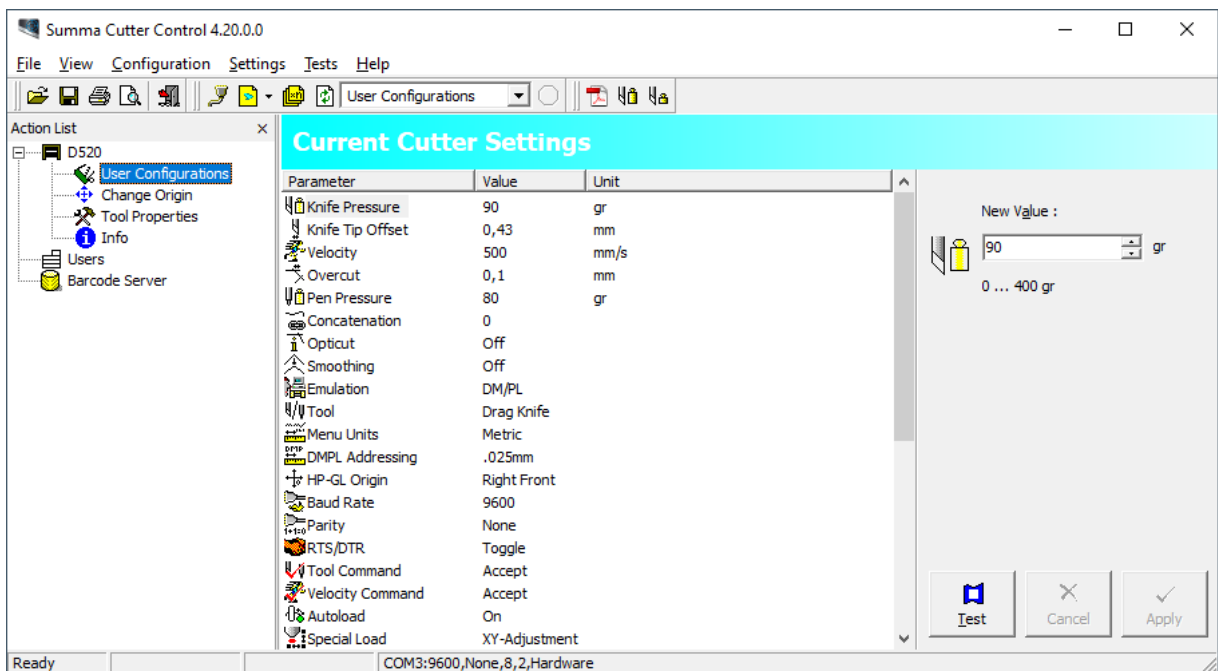 Summa Cutter Control 4.20.0.0
File View Configuration Settings Tests Help
User Configurations
Action List
D520
User Configurations
Change Origin
Tool Properties
Info
Users
Barcode Server
Current Cutter Settings
Parameter Value Unit
Knife Pressure 90 gr
Knife Tip Offset 0,43 mm
Velocity 500 mm/s
Overcut 0,1 mm
Pen Pressure 80 gr
Concatenation 0
Opticut Off
Smoothing Off
Emulation DM/PL
Tool Drag Knife
Menu Units Metric
DMPL Addressing .025mm
HP-GL Origin Right Front
Baud Rate 9600
Parity None
RTS/DTR Toggle
Tool Command Accept
Velocity Command Accept
Autoload On
Special Load XY-Adjustment
New Value :
90 gr
0 ... 400 gr
Test Cancel Apply
Ready COM3:9600,None,8,2,Hardware